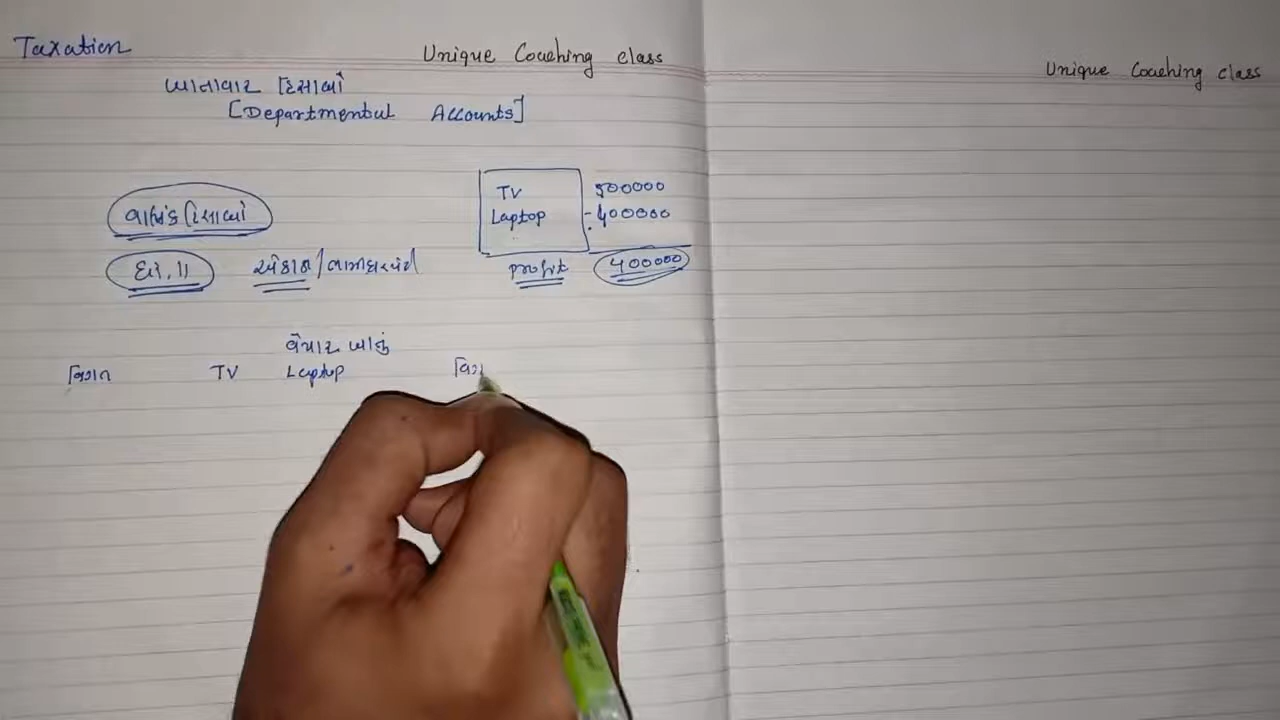 Taxation
Unique Coaching class
Unique Coaching class
ખાતાવાર હિસાબો
[Departmental Accounts]
TV 500000
Laptop - 400000
profit 400000
વાર્ષિક હિસાબો
ધો. 11
વેપાર ખાતું
વિગત TV Laptop વિગ